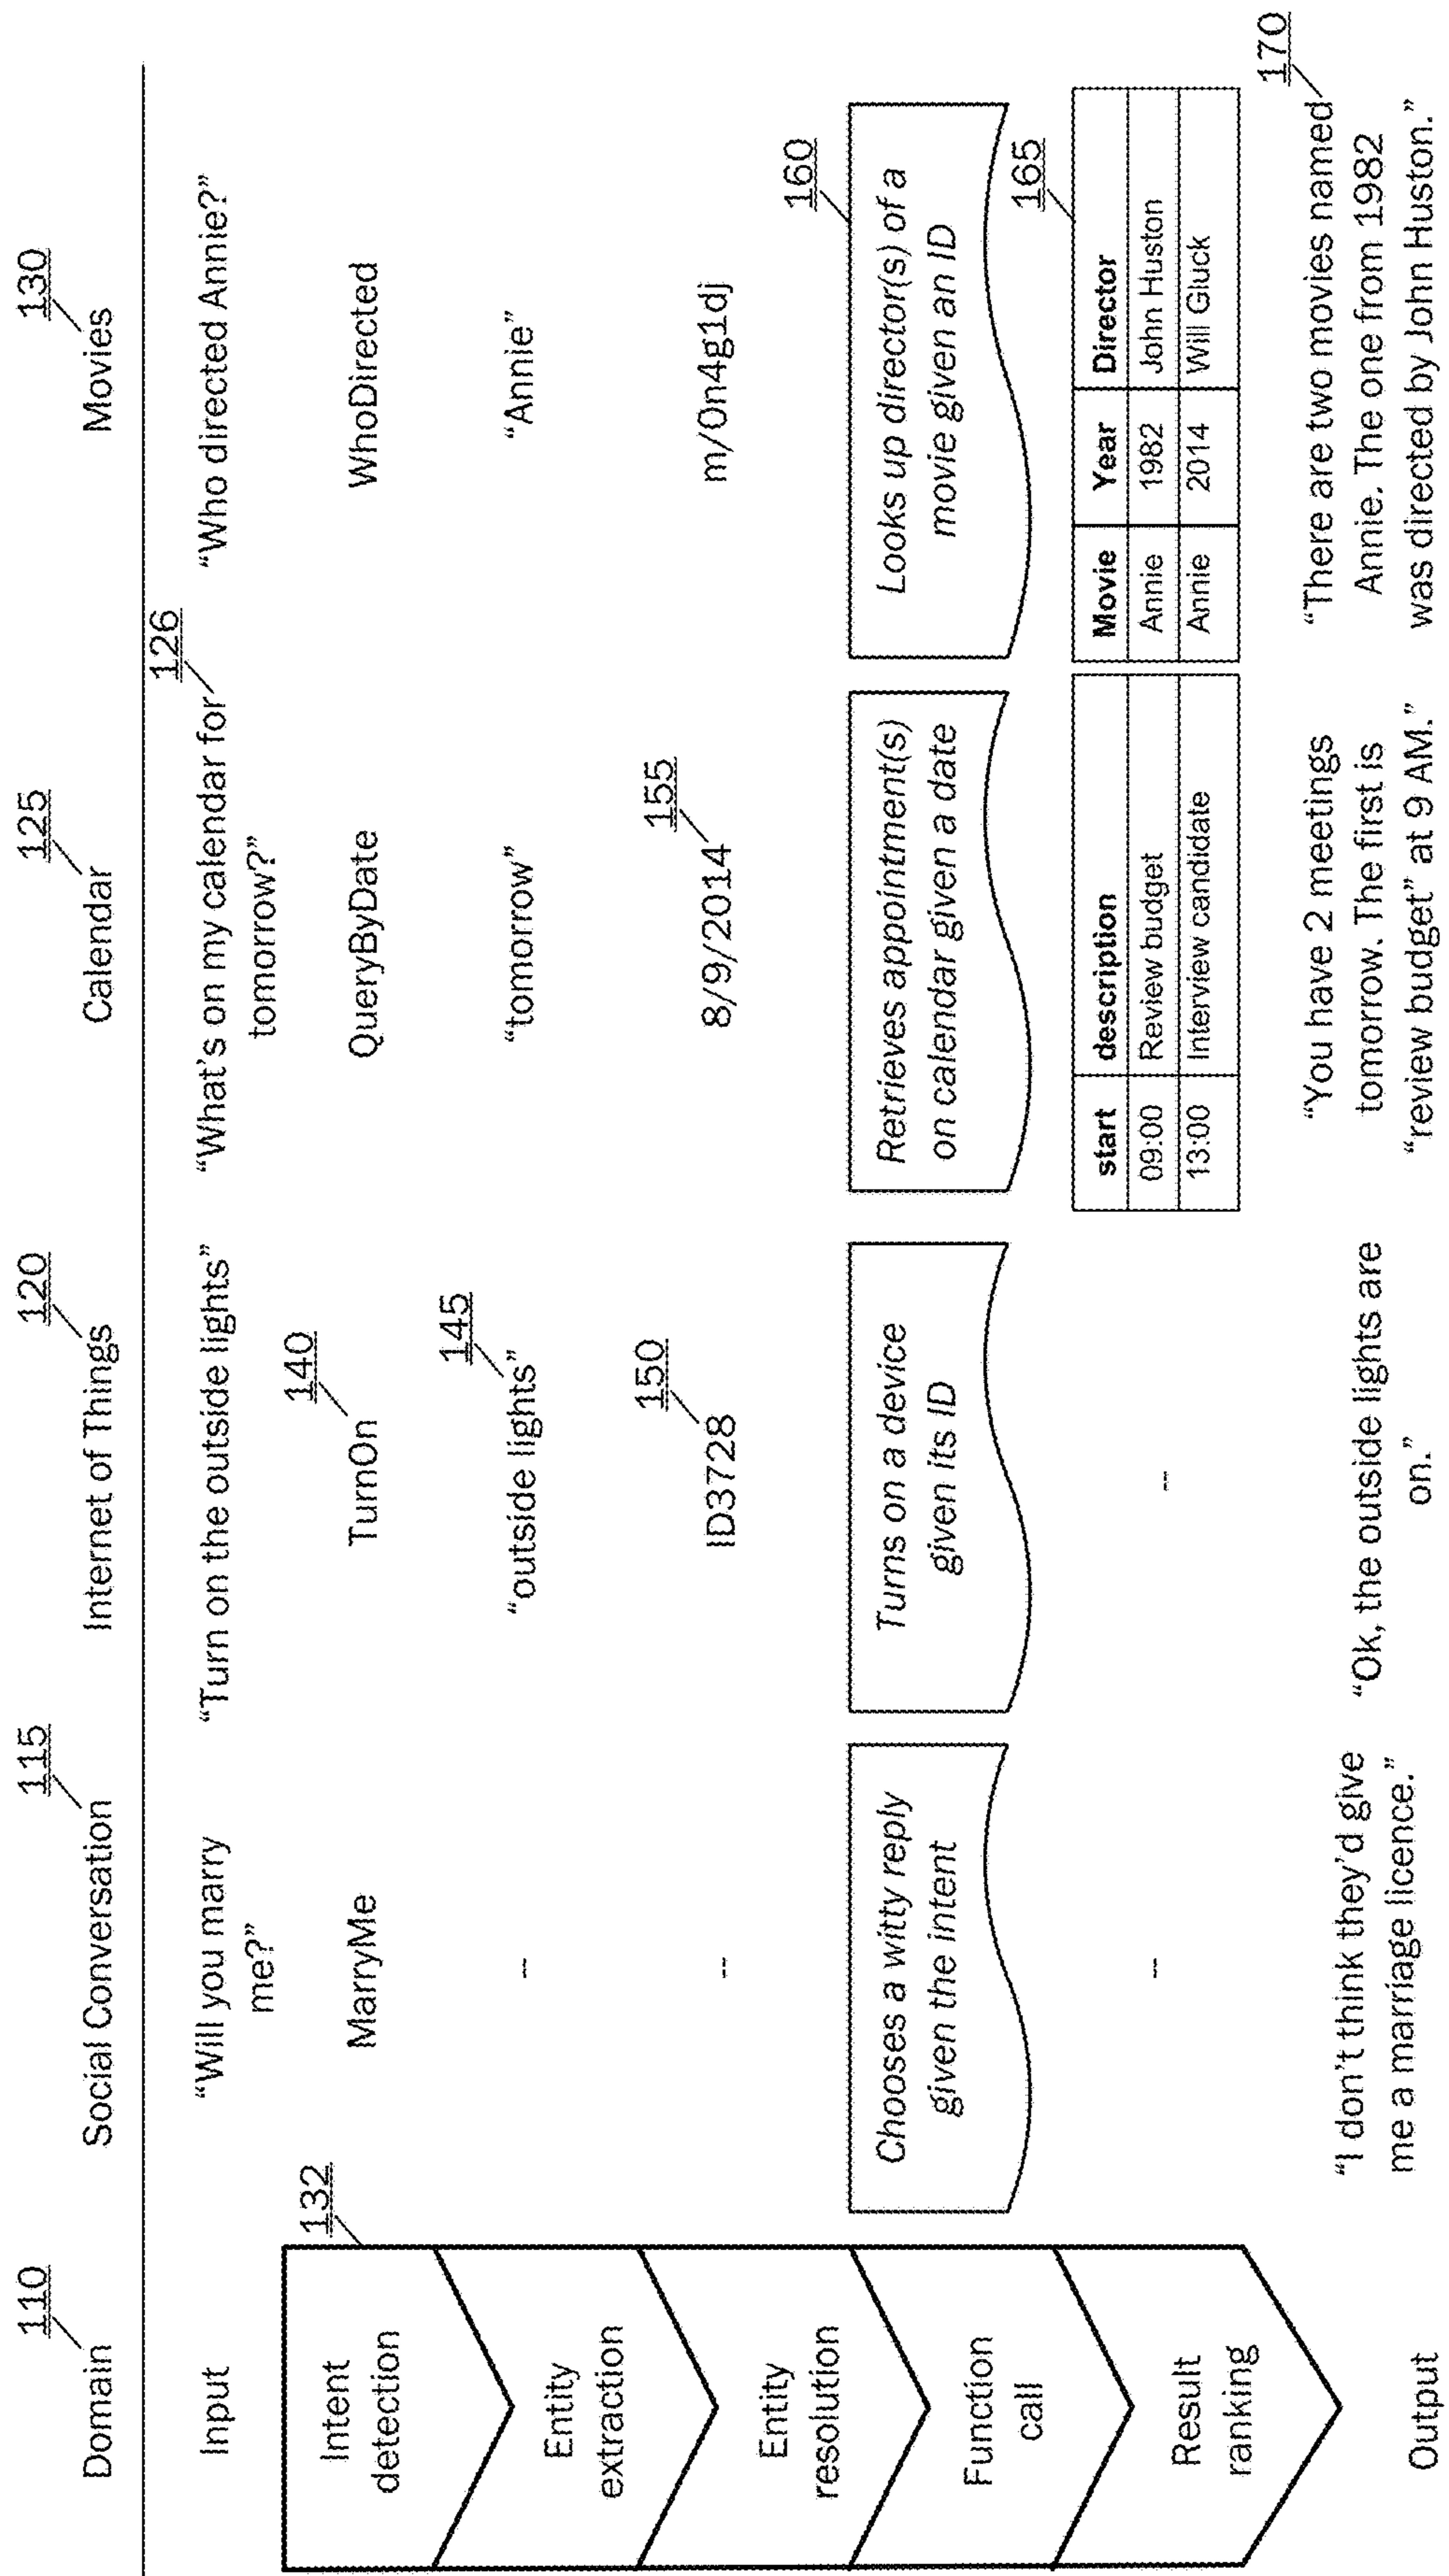 110
115
120
125
130
Domain
Social Conversation
Internet of Things
Calendar
Movies
126
Input
“Will you marry
me?”
“Turn on the outside lights”
“What's on my calendar for
tomorrow?”
“Who directed Annie?”
132
140
Intent
detection
MarryMe
TurnOn
QueryByDate
WhoDirected
145
Entity
extraction
--
“outside lights”
“tomorrow”
“Annie”
150
155
Entity
resolution
--
ID3728
8/9/2014
m/0n4g1dj
160
Function
call
Chooses a witty reply
given the intent
Turns on a device
given its ID
Retrieves appointment(s)
on calendar given a date
Looks up director(s) of a
movie given an ID
165
Result
ranking
--
--
start description
09:00 Review budget
13:00 Interview candidate
Movie Year Director
Annie 1982 John Huston
Annie 2014 Will Gluck
170
Output
“I don't think they'd give
me a marriage licence.”
“Ok, the outside lights are
on.”
“You have 2 meetings
tomorrow. The first is
“review budget” at 9 AM.”
“There are two movies named
Annie. The one from 1982
was directed by John Huston.”